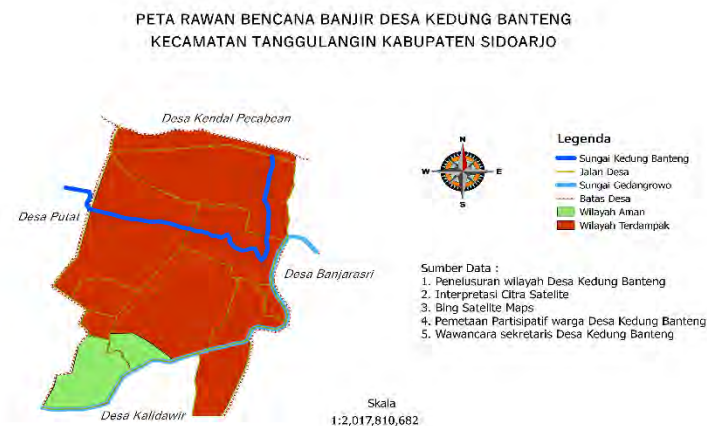 PETA RAWAN BENCANA BANJIR DESA KEDUNG BANTENG
KECAMATAN TANGGULANGIN KABUPATEN SIDOARJO
Desa Kendal Pecabean
Desa Putat
Desa Banjarasri
Desa Kalidawir
N
W
E
S
Legenda
Sungai Kedung Banteng
Jalan Desa
Sungai Gedangrowo
Batas Desa
Wilayah Aman
Wilayah Terdampak
Sumber Data :
1. Penelusuran wilayah Desa Kedung Banteng
2. Interpretasi Citra Satelite
3. Bing Satelite Maps
4. Pemetaan Partisipatif warga Desa Kedung Banteng
5. Wawancara sekretaris Desa Kedung Banteng
Skala
1:2,017,810,682